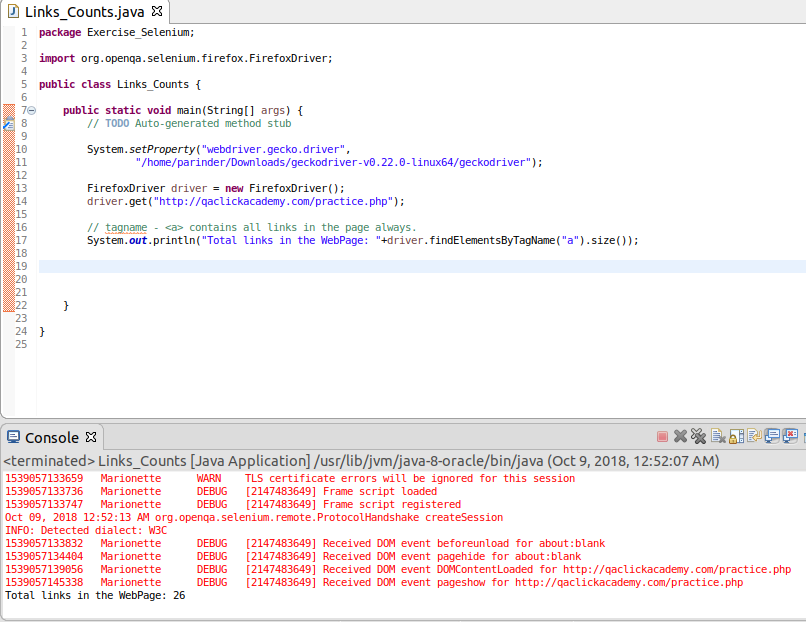 Links_Counts.java
1 package Exercise_Selenium;
2
3 import org.openqa.selenium.firefox.FirefoxDriver;
4
5 public class Links_Counts {
6
7 public static void main(String[] args) {
8 // TODO Auto-generated method stub
9
10 System.setProperty("webdriver.gecko.driver",
11 "/home/parinder/Downloads/geckodriver-v0.22.0-linux64/geckodriver");
12
13 FirefoxDriver driver = new FirefoxDriver();
14 driver.get("http://qaclickacademy.com/practice.php");
15
16 // tagname - <a> contains all links in the page always.
17 System.out.println("Total links in the WebPage: "+driver.findElementsByTagName("a").size());
18
19
20
21
22 }
23
24 }
25
Console
<terminated> Links_Counts [Java Application] /usr/lib/jvm/java-8-oracle/bin/java (Oct 9, 2018, 12:52:07 AM)
1539057133659 Marionette WARN TLS certificate errors will be ignored for this session
1539057133736 Marionette DEBUG [2147483649] Frame script loaded
1539057133747 Marionette DEBUG [2147483649] Frame script registered
Oct 09, 2018 12:52:13 AM org.openqa.selenium.remote.ProtocolHandshake createSession
INFO: Detected dialect: W3C
1539057133832 Marionette DEBUG [2147483649] Received DOM event beforeunload for about:blank
1539057134404 Marionette DEBUG [2147483649] Received DOM event pagehide for about:blank
1539057139056 Marionette DEBUG [2147483649] Received DOM event DOMContentLoaded for http://qaclickacademy.com/practice.php
1539057145338 Marionette DEBUG [2147483649] Received DOM event pageshow for http://qaclickacademy.com/practice.php
Total links in the WebPage: 26